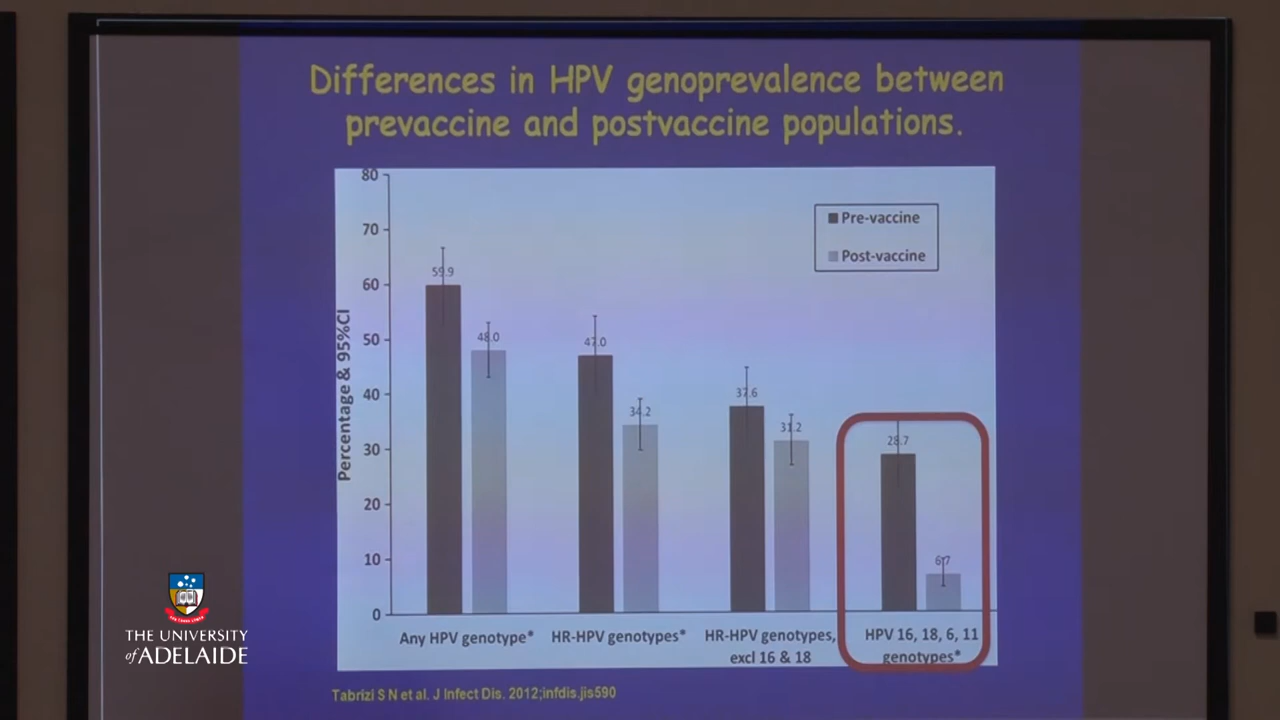 Differences in HPV genoprevalence between
prevaccine and postvaccine populations.
80
70
60
50
40
30
20
10
0
Percentage & 95%CI
Pre-vaccine
Post-vaccine
59.9
48.0
47.0
34.2
37.6
31.2
28.7
6.7
Any HPV genotype*
HR-HPV genotypes*
HR-HPV genotypes,
excl 16 & 18
HPV 16, 18, 6, 11
genotypes*
Tabrizi S N et al. J Infect Dis. 2012;infdis.jis590
THE UNIVERSITY
of ADELAIDE